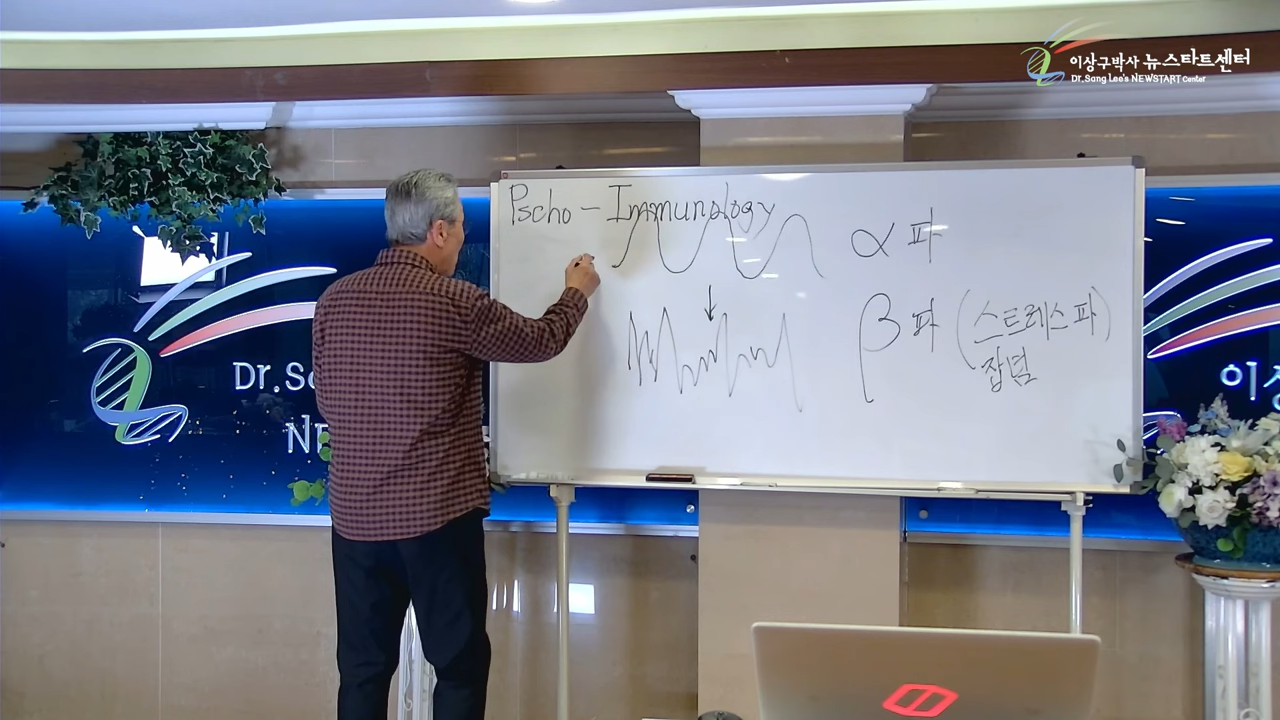 이상구박사 뉴스타트센터
Dr.Sang Lee's NEWSTART Center
Pscho - Immunology
α 파
β 파 (스트레스파)
잡념
Dr.
이상